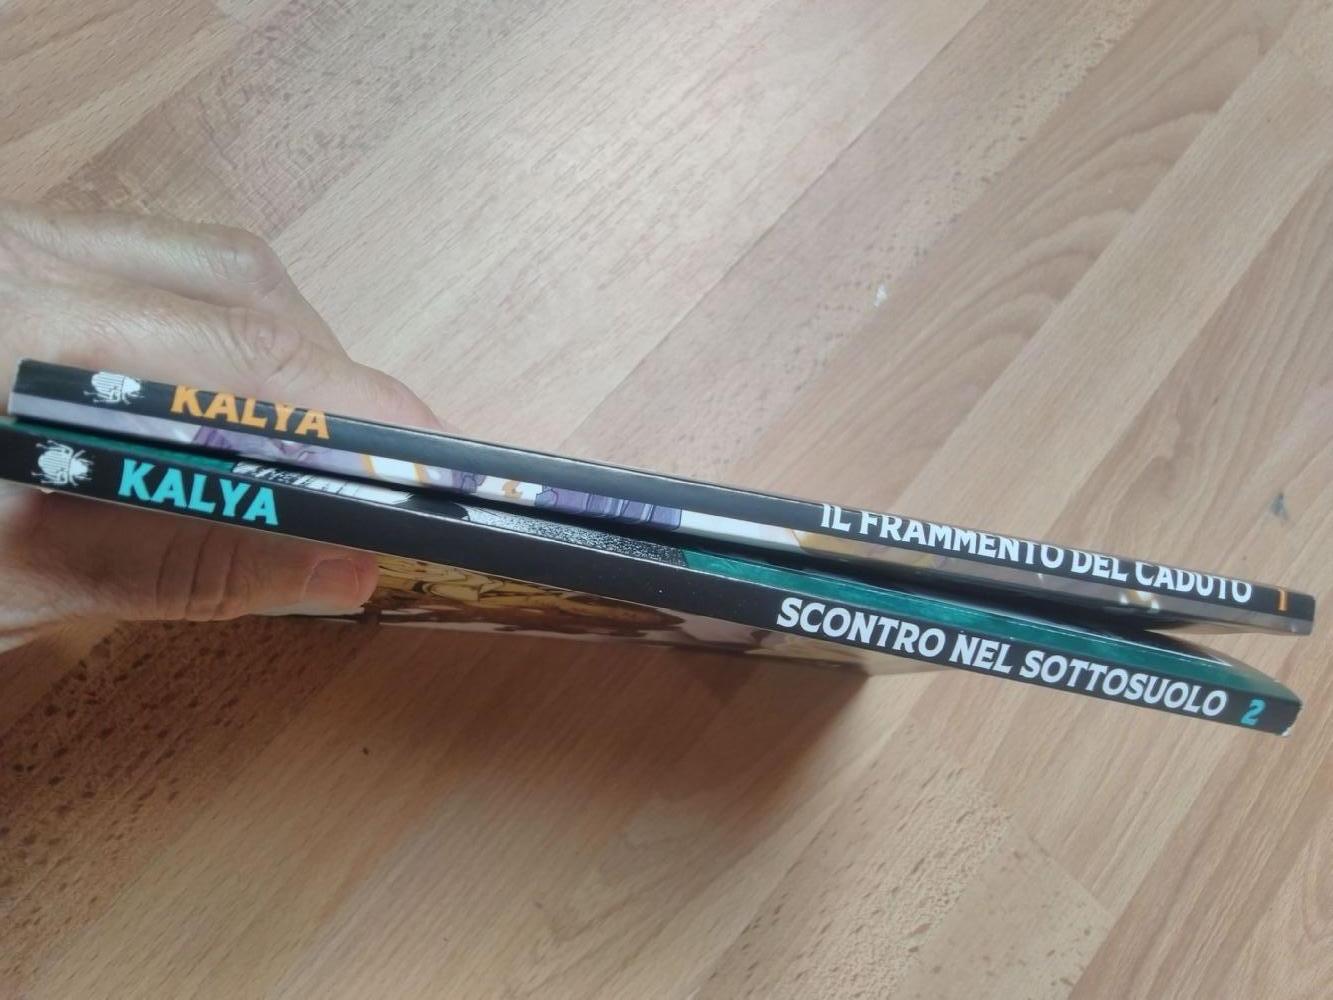 KALYA IL FRAMMENTO DEL CADUTO 1
KALYA SCONTRO NEL SOTTOSUOLO 2